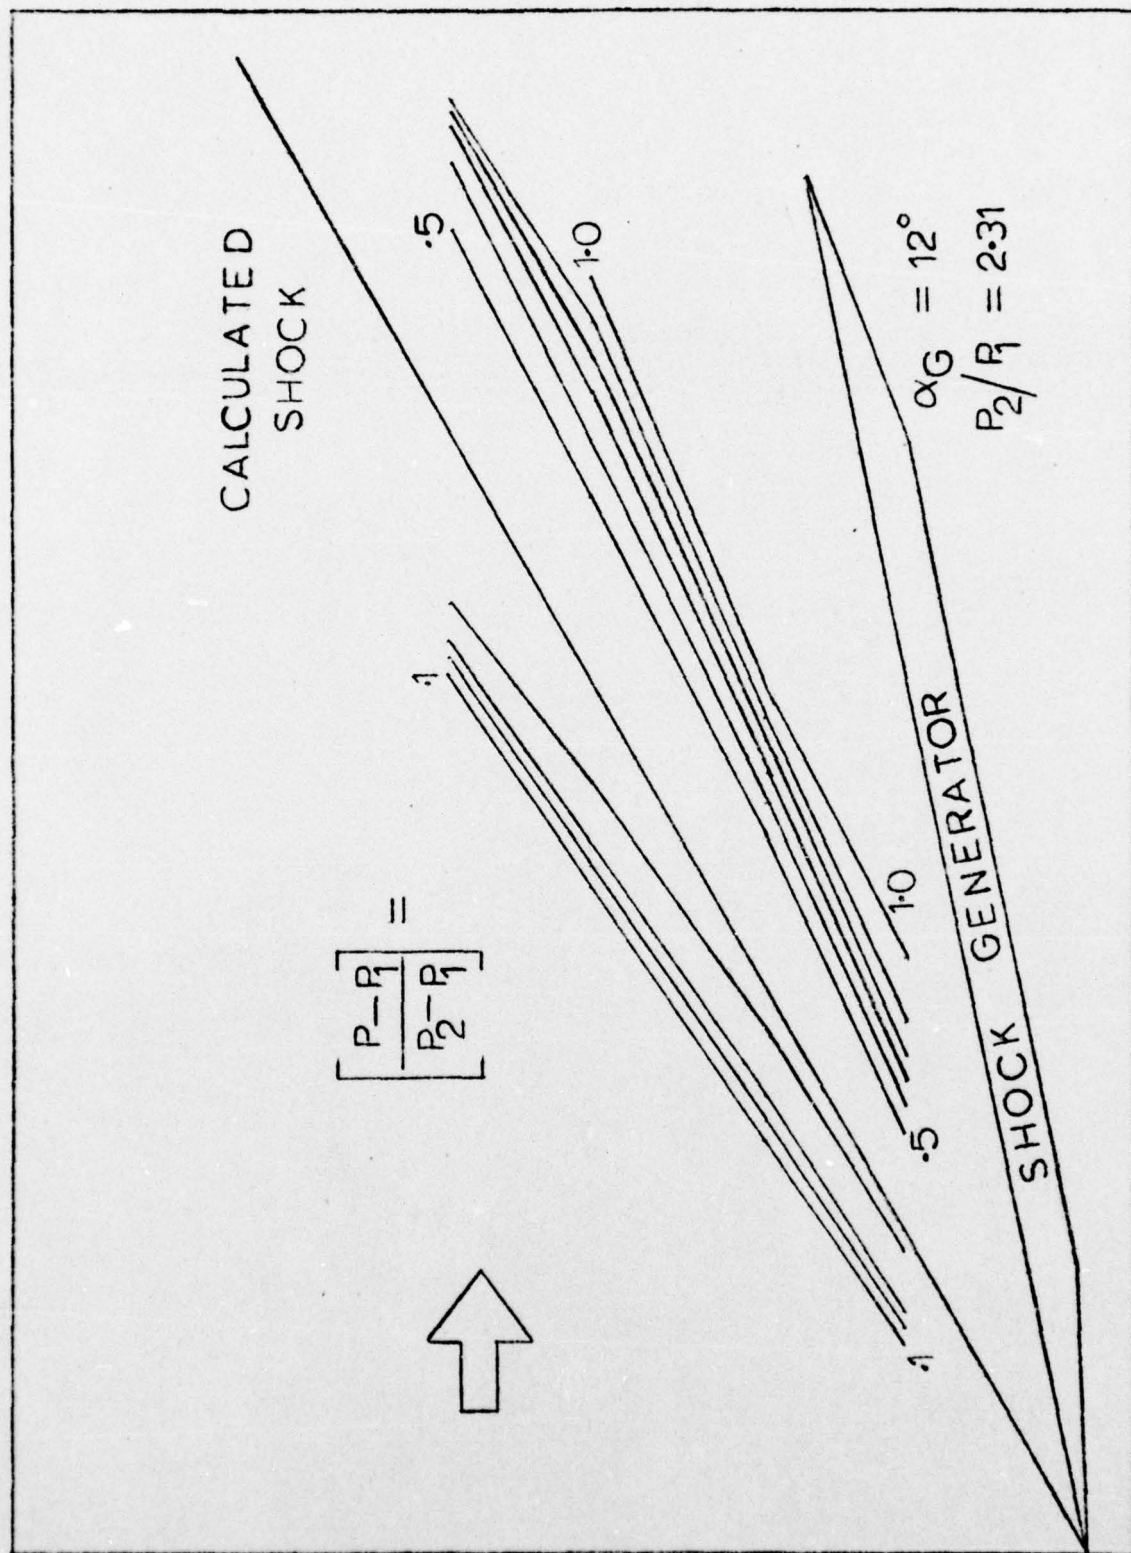 CALCULATED
SHOCK
[P-P1 / P2-P1] =
.1
.5
1.0
.1
.5
1.0
SHOCK GENERATOR
αG = 12°
P2/P1 = 2.31